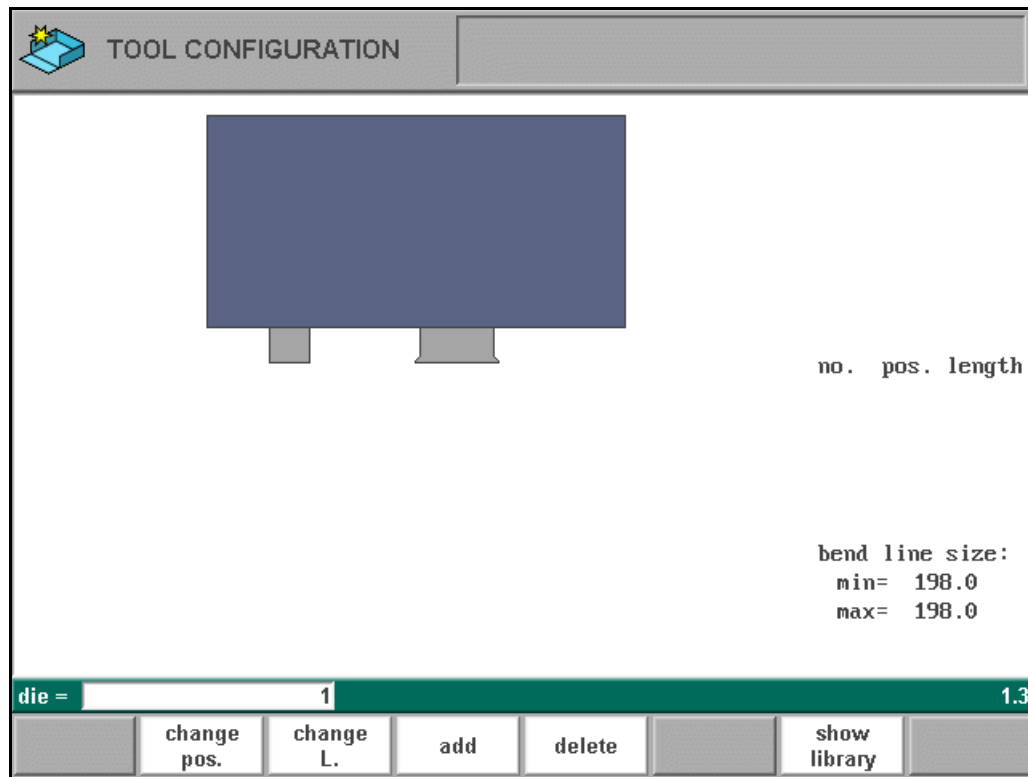 TOOL CONFIGURATION
no. pos. length
bend line size:
min= 198.0
max= 198.0
die = 1
1.3
change pos.
change L.
add
delete
show library